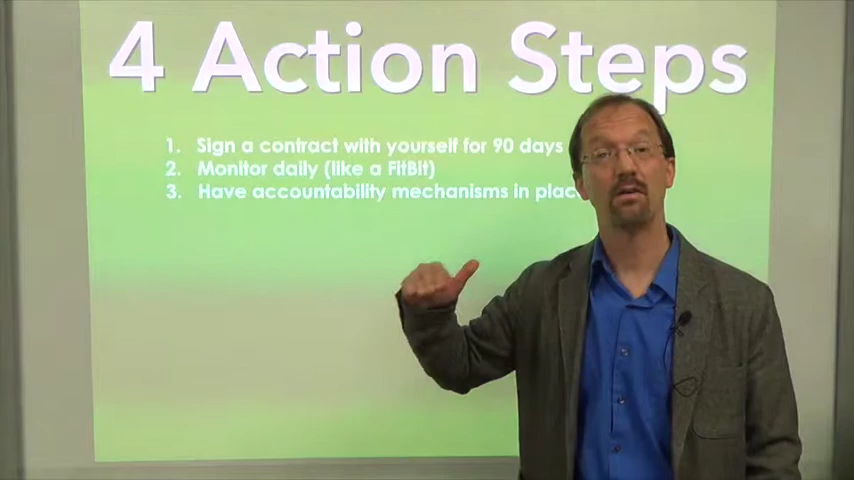 4 Action Steps
1. Sign a contract with yourself for 90 days
2. Monitor daily (like a FitBit)
3. Have accountability mechanisms in place